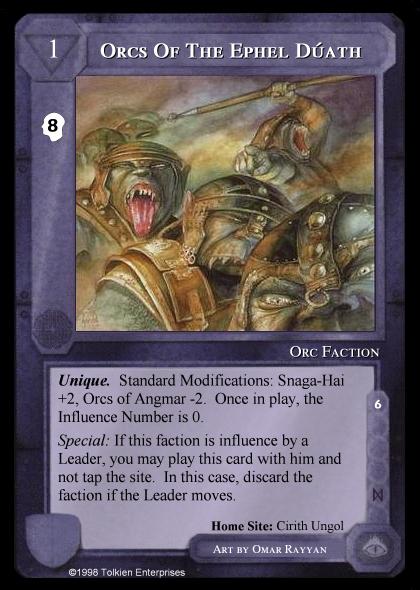 1
Orcs Of The Ephel Dúath
8
Orc Faction
Unique. Standard Modifications: Snaga-Hai
+2, Orcs of Angmar -2. Once in play, the
Influence Number is 0.
6
Special: If this faction is influence by a
Leader, you may play this card with him and
not tap the site. In this case, discard the
faction if the Leader moves.
Home Site: Cirith Ungol
Art by Omar Rayyan
©1998 Tolkien Enterprises